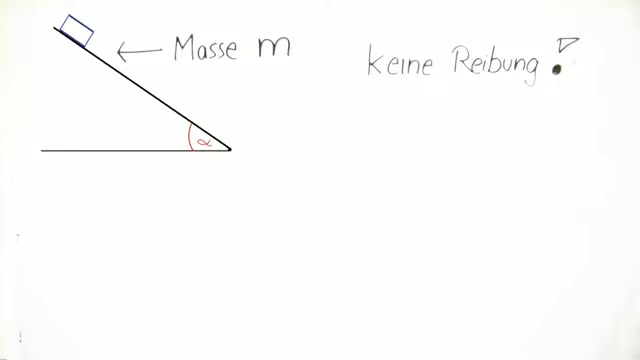 ← Masse m
keine Reibung !
α